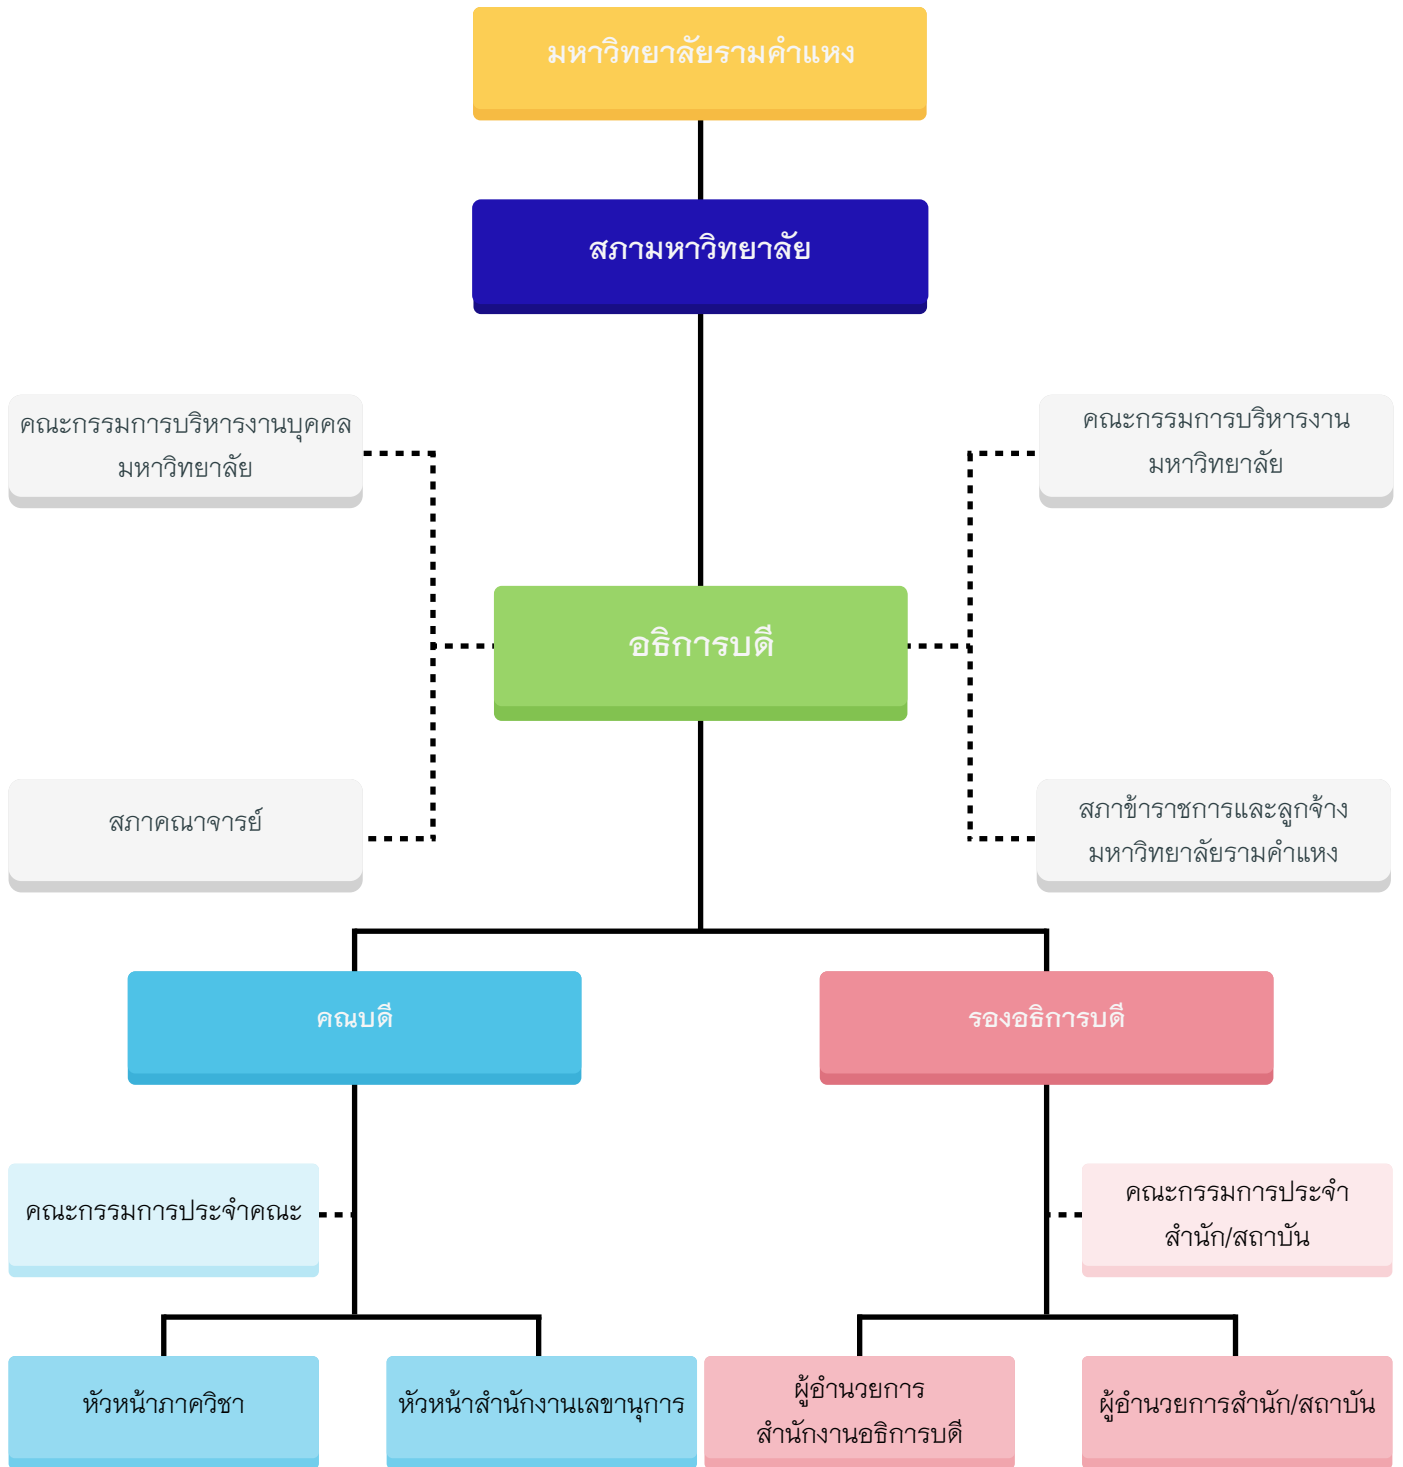 มหาวิทยาลัยรามคำแหง
สภามหาวิทยาลัย
คณะกรรมการบริหารงานบุคคล
มหาวิทยาลัย
คณะกรรมการบริหารงาน
มหาวิทยาลัย
อธิการบดี
สภาคณาจารย์
สภาข้าราชการและลูกจ้าง
มหาวิทยาลัยรามคำแหง
คณบดี
รองอธิการบดี
คณะกรรมการประจำคณะ
คณะกรรมการประจำ
สำนัก/สถาบัน
หัวหน้าภาควิชา
หัวหน้าสำนักงานเลขานุการ
ผู้อำนวยการ
สำนักงานอธิการบดี
ผู้อำนวยการสำนัก/สถาบัน